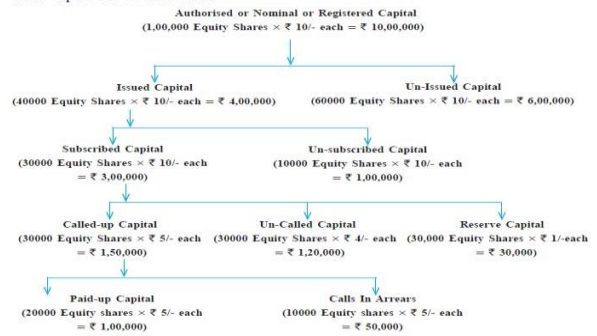 Authorised or Nominal or Registered Capital
(1,00,000 Equity Shares × ₹ 10/- each = ₹ 10,00,000)
Issued Capital
(40000 Equity Shares × ₹ 10/- each = ₹ 4,00,000)
Un-Issued Capital
(60000 Equity Shares × ₹ 10/- each = ₹ 6,00,000)
Subscribed Capital
(30000 Equity Shares × ₹ 10/- each
= ₹ 3,00,000)
Un-subscribed Capital
(10000 Equity Shares × ₹ 10/- each
= ₹ 1,00,000)
Called-up Capital
(30000 Equity Shares × ₹ 5/- each
= ₹ 1,50,000)
Un-Called Capital
(30000 Equity Shares × ₹ 4/- each
= ₹ 1,20,000)
Reserve Capital
(30,000 Equity Shares × ₹ 1/-each
= ₹ 30,000)
Paid-up Capital
(20000 Equity shares × ₹ 5/- each
= ₹ 1,00,000)
Calls In Arrears
(10000 Equity shares × ₹ 5/- each
= ₹ 50,000)